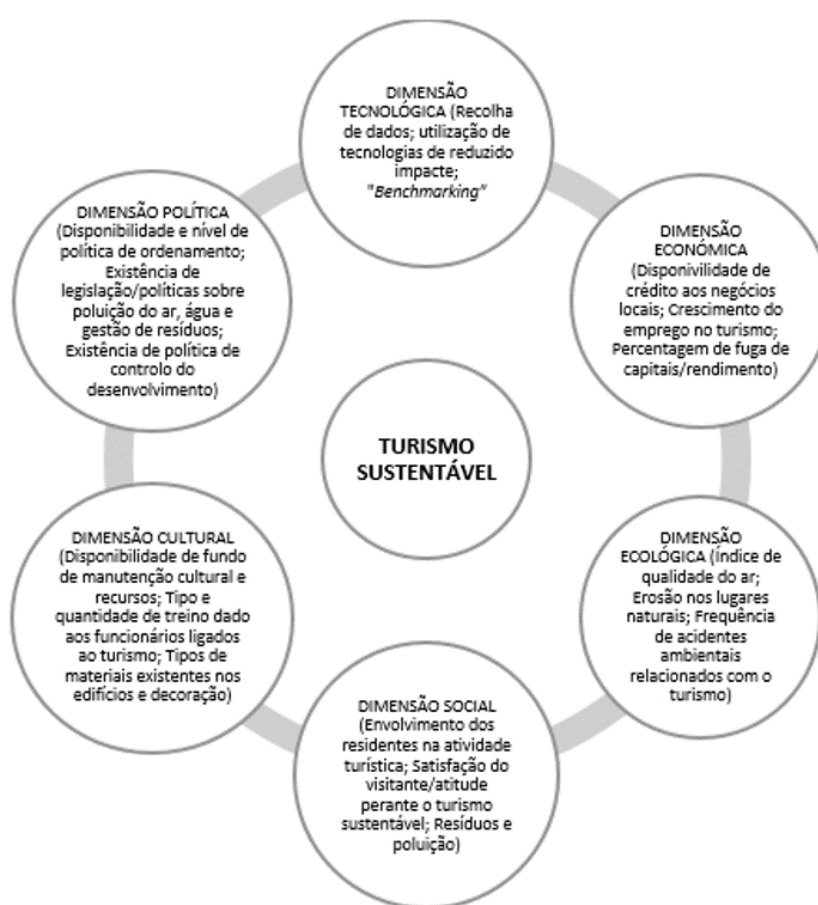 DIMENSÃO
TECNOLÓGICA (Recolha
de dados; utilização de
tecnologias de reduzido
impacte;
"Benchmarking"
DIMENSÃO
ECONÓMICA
(Disponivilidade de
crédito aos negócios
locais; Crescimento do
emprego no turismo;
Percentagem de fuga de
capitais/rendimento)
DIMENSÃO
ECOLÓGICA (Índice de
qualidade do ar;
Erosão nos lugares
naturais; Frequência
de acidentes
ambientais
relacionados com o
turismo)
DIMENSÃO SOCIAL
(Envolvimento dos
residentes na atividade
turística; Satisfação do
visitante/atitude
perante o turismo
sustentável; Resíduos e
poluição)
DIMENSÃO CULTURAL
(Disponibilidade de fundo
de manutenção cultural e
recursos; Tipo e
quantidade de treino dado
aos funcionários ligados
ao turismo; Tipos de
materiais existentes nos
edifícios e decoração)
DIMENSÃO POLÍTICA
(Disponibilidade e nível de
política de ordenamento;
Existência de
legislação/políticas sobre
poluição do ar, água e
gestão de resíduos;
Existência de política de
controlo do
desenvolvimento)
TURISMO
SUSTENTÁVEL